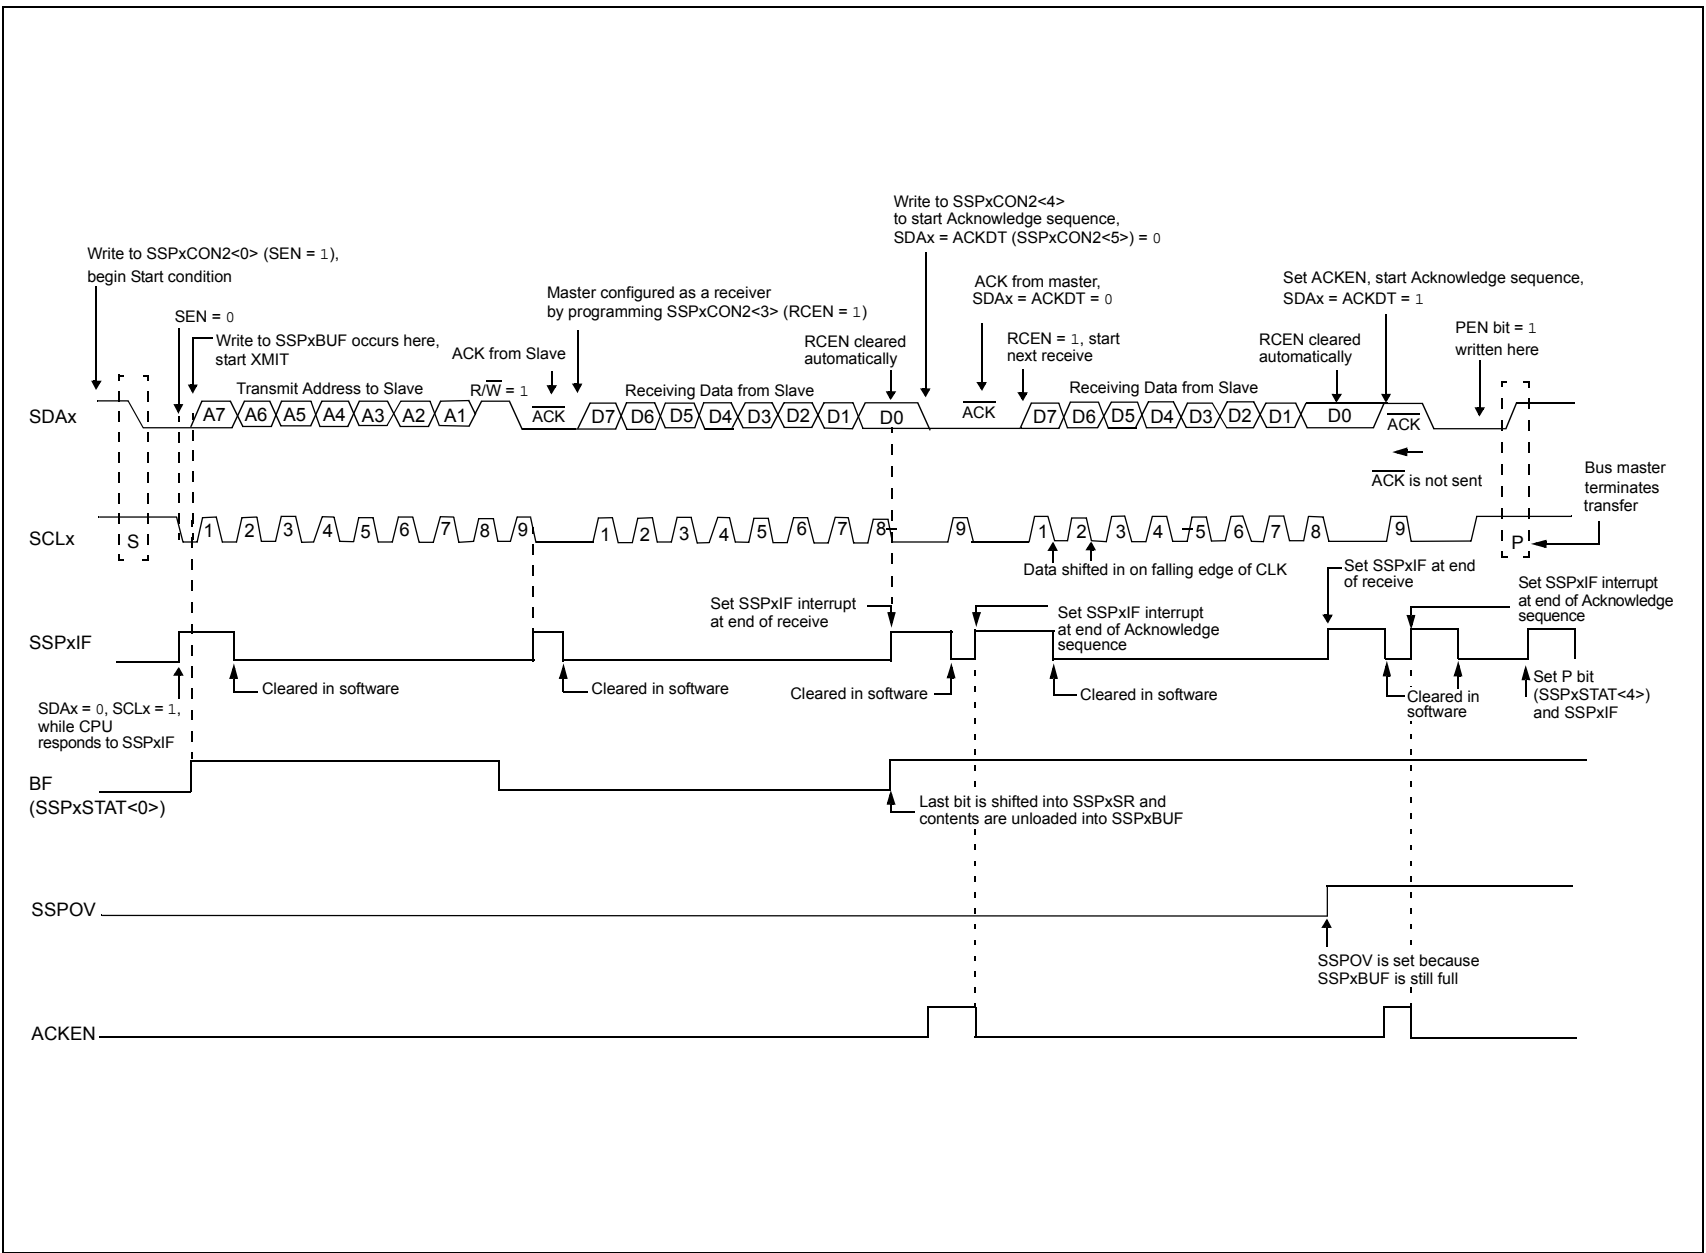 Write to SSPxCON2<4>
to start Acknowledge sequence,
SDAx = ACKDT (SSPxCON2<5>) = 0
Write to SSPxCON2<0> (SEN = 1),
begin Start condition
ACK from master,
SDAx = ACKDT = 0
Set ACKEN, start Acknowledge sequence,
SDAx = ACKDT = 1
Master configured as a receiver
by programming SSPxCON2<3> (RCEN = 1)
SEN = 0
PEN bit = 1
written here
Write to SSPxBUF occurs here,
start XMIT
RCEN cleared
automatically
RCEN = 1, start
next receive
RCEN cleared
automatically
ACK from Slave
Transmit Address to Slave
R/W = 1
Receiving Data from Slave
Receiving Data from Slave
SDAx
A7 A6 A5 A4 A3 A2 A1
ACK
D7 D6 D5 D4 D3 D2 D1 D0
ACK
D7 D6 D5 D4 D3 D2 D1 D0
ACK
ACK is not sent
Bus master
terminates
transfer
SCLx
S
1 2 3 4 5 6 7 8 9
1 2 3 4 5 6 7 8
9
1 2 3 4 5 6 7 8
9
P
Data shifted in on falling edge of CLK
Set SSPxIF at end
of receive
Set SSPxIF interrupt
at end of Acknowledge
sequence
Set SSPxIF interrupt
at end of receive
Set SSPxIF interrupt
at end of Acknowledge
sequence
SSPxIF
Cleared in software
Cleared in software
Cleared in software
Cleared in software
Cleared in
software
Set P bit
(SSPxSTAT<4>)
and SSPxIF
SDAx = 0, SCLx = 1,
while CPU
responds to SSPxIF
BF
(SSPxSTAT<0>)
Last bit is shifted into SSPxSR and
contents are unloaded into SSPxBUF
SSPOV
SSPOV is set because
SSPxBUF is still full
ACKEN